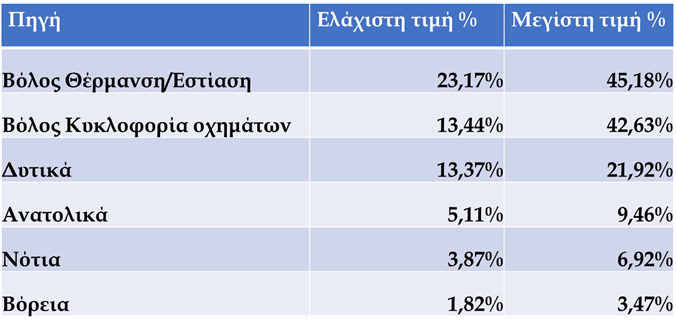 Πηγή Ελάχιστη τιμή % Μεγίστη τιμή %
Βόλος Θέρμανση/Εστίαση 23,17% 45,18%
Βόλος Κυκλοφορία οχημάτων 13,44% 42,63%
Δυτικά 13,37% 21,92%
Ανατολικά 5,11% 9,46%
Νότια 3,87% 6,92%
Βόρεια 1,82% 3,47%